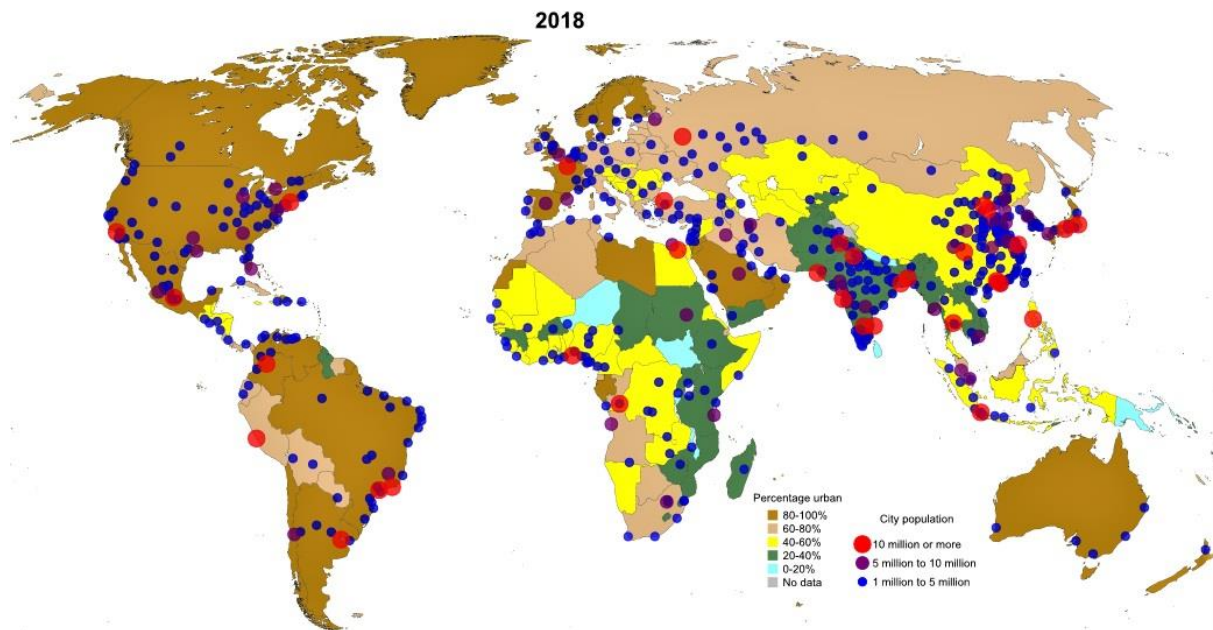 2018
Percentage urban
80-100%
60-80%
40-60%
20-40%
0-20%
No data
City population
10 million or more
5 million to 10 million
1 million to 5 million